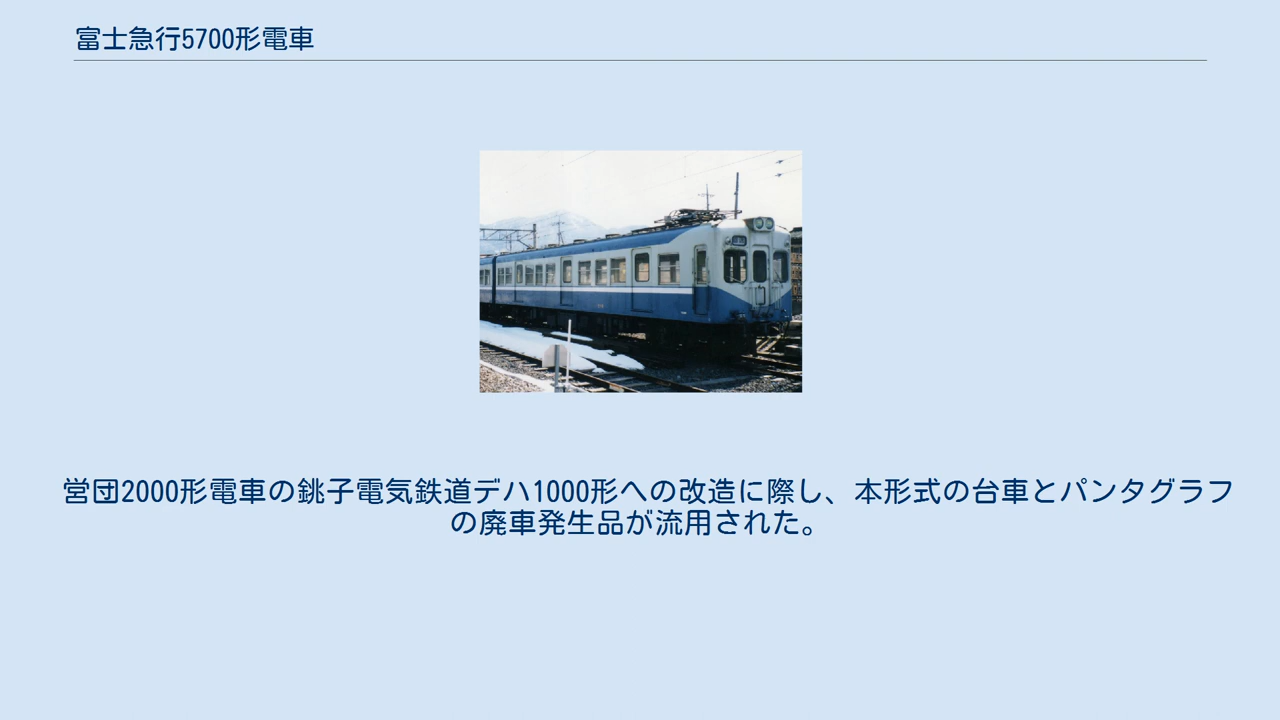 富士急行5700形電車
営団2000形電車の銚子電気鉄道デハ1000形への改造に際し、本形式の台車とパンタグラフ
の廃車発生品が流用された。